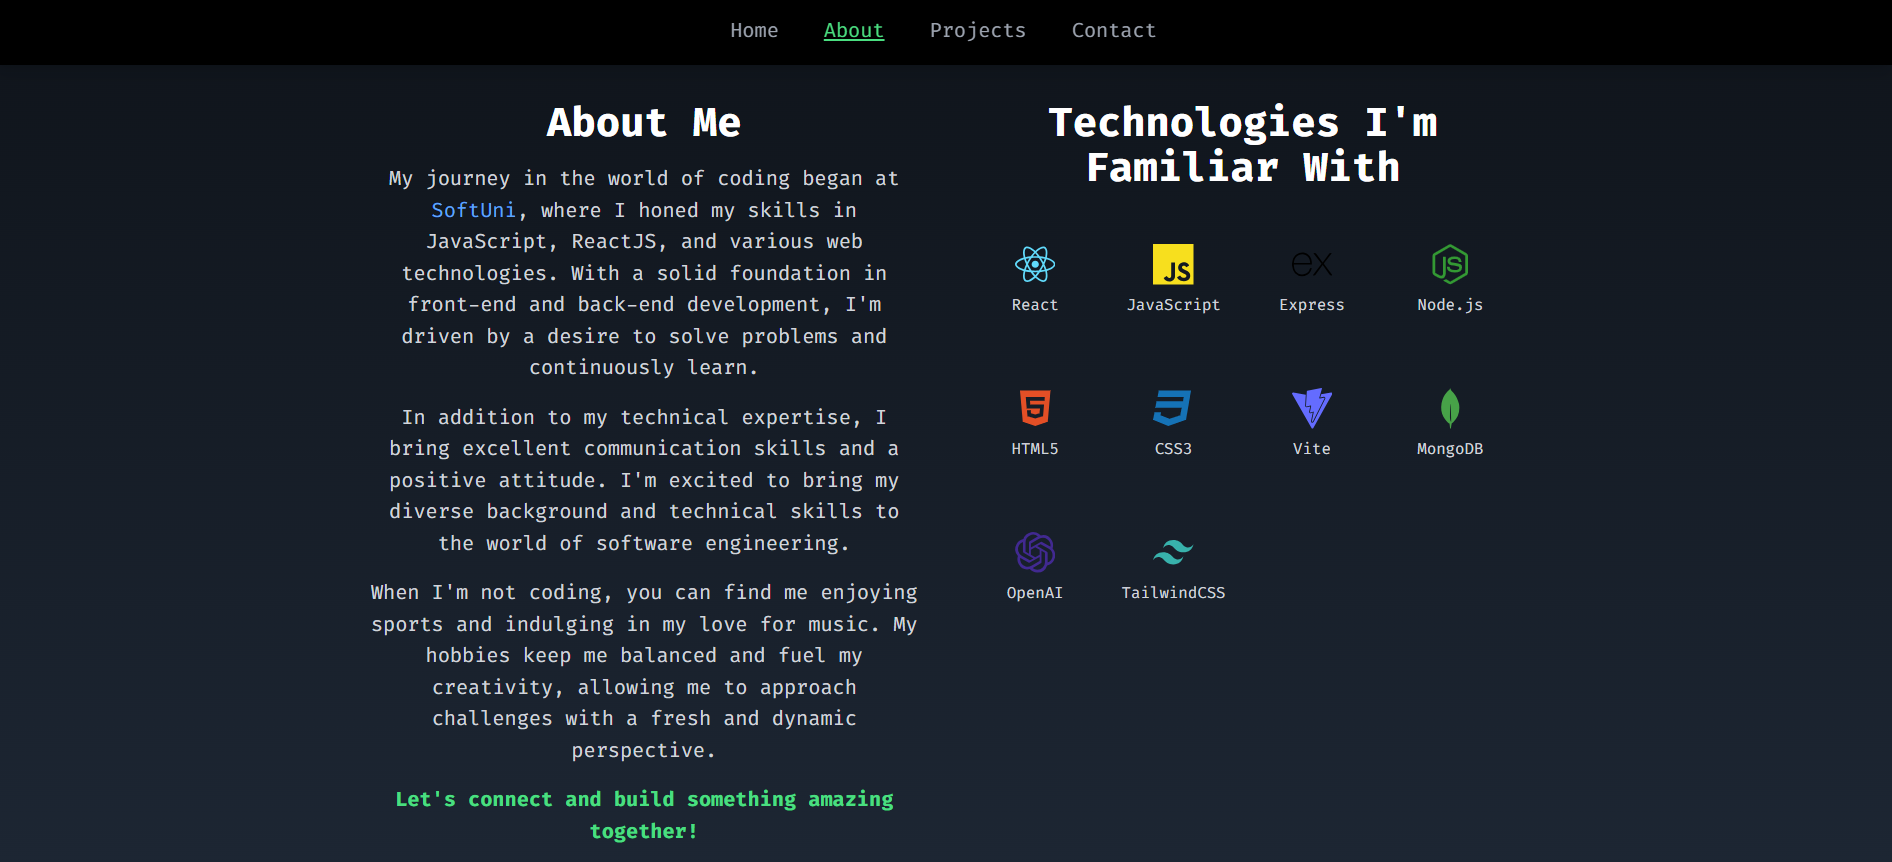 Home About Projects Contact
About Me
My journey in the world of coding began at
SoftUni, where I honed my skills in
JavaScript, ReactJS, and various web
technologies. With a solid foundation in
front-end and back-end development, I'm
driven by a desire to solve problems and
continuously learn.
In addition to my technical expertise, I
bring excellent communication skills and a
positive attitude. I'm excited to bring my
diverse background and technical skills to
the world of software engineering.
When I'm not coding, you can find me enjoying
sports and indulging in my love for music. My
hobbies keep me balanced and fuel my
creativity, allowing me to approach
challenges with a fresh and dynamic
perspective.
Let's connect and build something amazing
together!
Technologies I'm
Familiar With
JS ex JS
React JavaScript Express Node.js
5 3
HTML5 CSS3 Vite MongoDB
OpenAI TailwindCSS